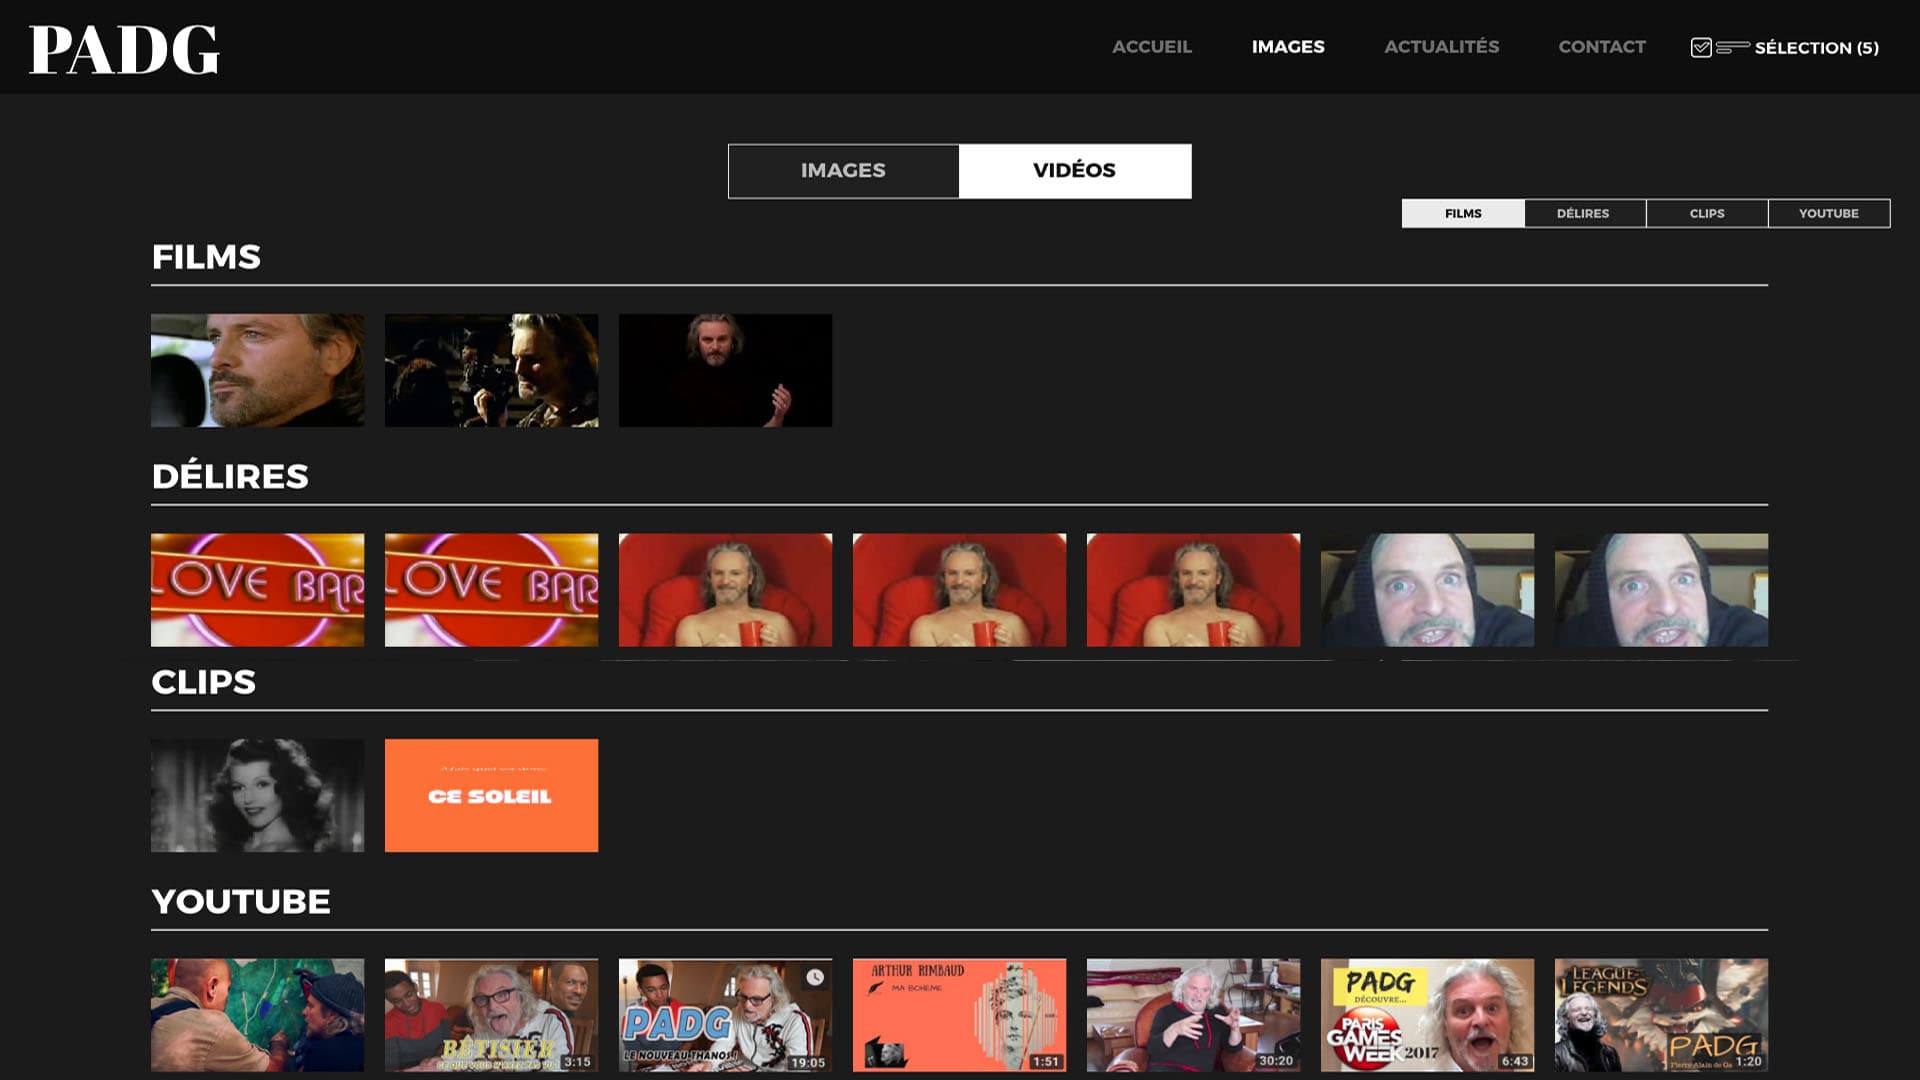 PADG
ACCUEIL
IMAGES
ACTUALITÉS
CONTACT
SÉLECTION (5)
IMAGES
VIDÉOS
FILMS
DÉLIRES
CLIPS
YOUTUBE
FILMS
DÉLIRES
LOVE BAR
LOVE BAR
CLIPS
CE SOLEIL
YOUTUBE
BÊTISIER
3:15
PADG
LE NOUVEAU THANOS!
19:05
ARTHUR RIMBAUD
MA BOHEME
1:51
30:20
PADG
DÉCOUVRE...
PARIS
GAMES
WEEK 2017
6:43
LEAGUE OF
LEGENDS
PADG
Pierre Alain de Ga
1:20